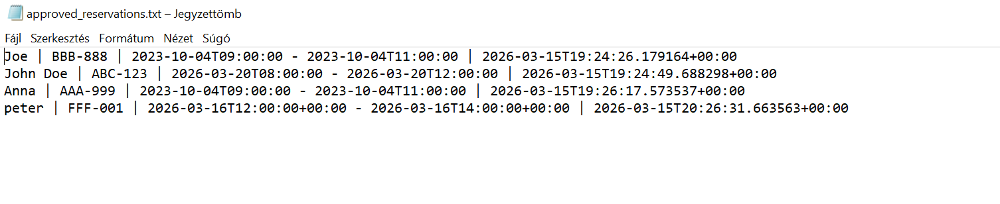 approved_reservations.txt – Jegyzettömb
Fájl Szerkesztés Formátum Nézet Súgó
Joe | BBB-888 | 2023-10-04T09:00:00 - 2023-10-04T11:00:00 | 2026-03-15T19:24:26.179164+00:00
John Doe | ABC-123 | 2026-03-20T08:00:00 - 2026-03-20T12:00:00 | 2026-03-15T19:24:49.688298+00:00
Anna | AAA-999 | 2023-10-04T09:00:00 - 2023-10-04T11:00:00 | 2026-03-15T19:26:17.573537+00:00
peter | FFF-001 | 2026-03-16T12:00:00+00:00 - 2026-03-16T14:00:00+00:00 | 2026-03-15T20:26:31.663563+00:00